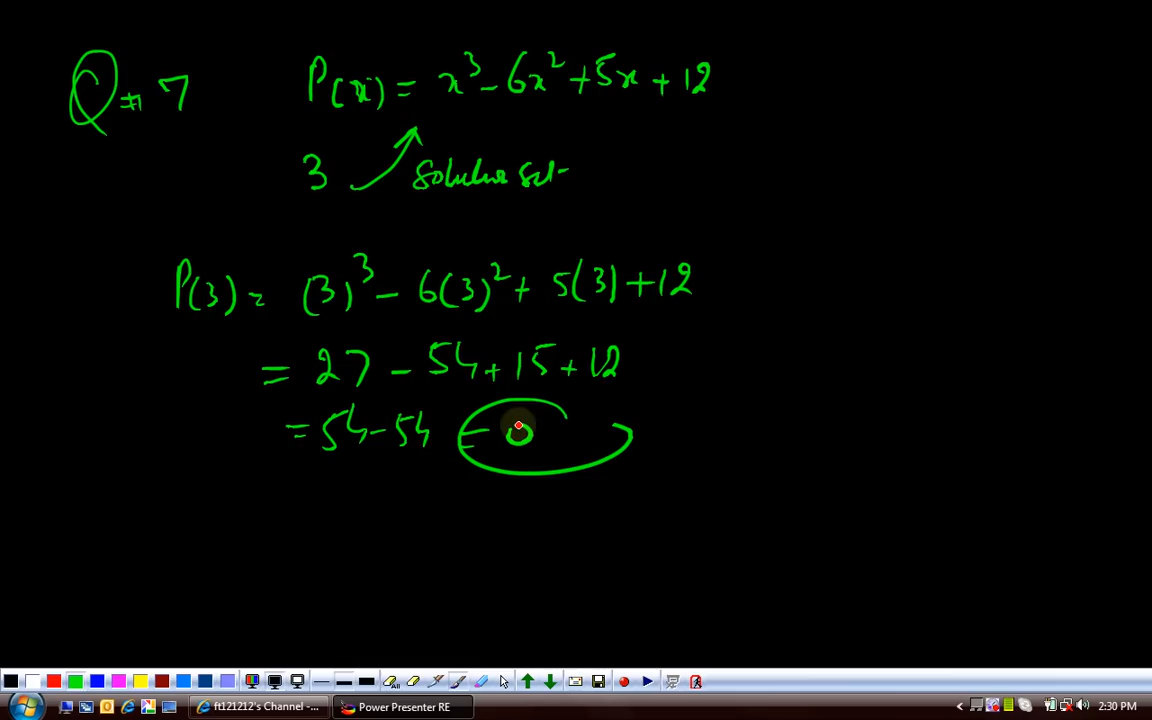 Q # 7 P(x) = x³ - 6x² + 5x + 12
3 Solution Set
P(3) = (3)³ - 6(3)² + 5(3) + 12
= 27 - 54 + 15 + 12
= 54 - 54 = 0
All
ft121212's Channel -...
Power Presenter RE
2:30 PM